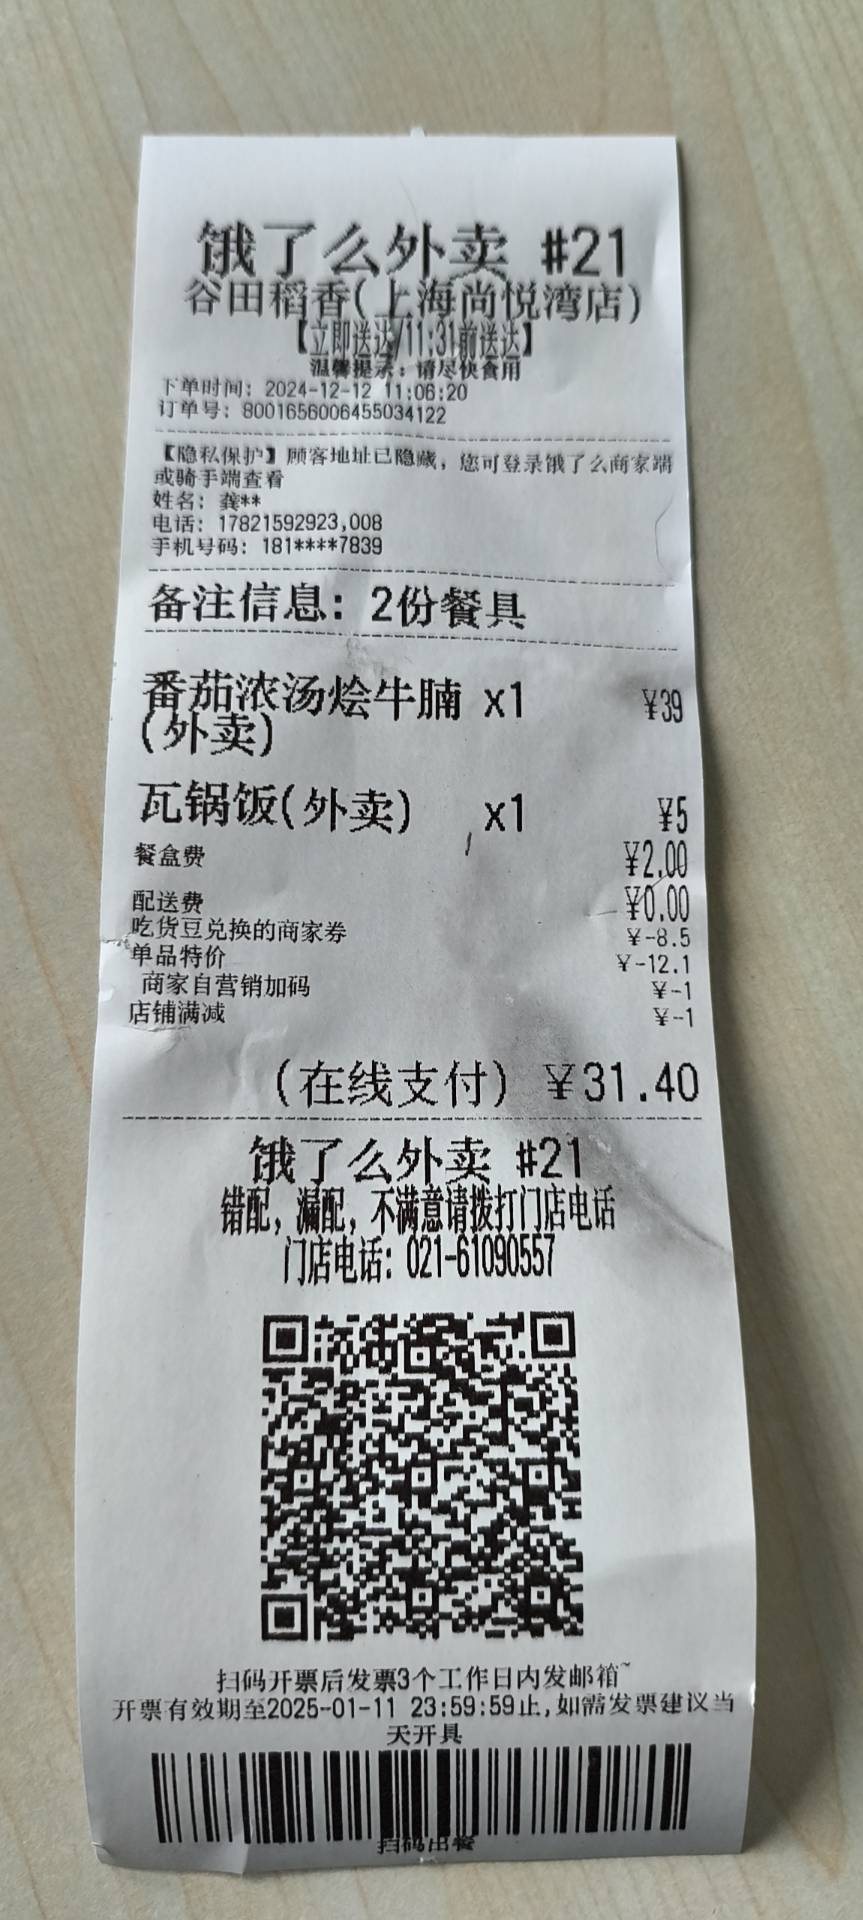 饿了么外卖 #21
谷田稻香(上海尚悦湾店)
【立即送达/11:31前送达】
温馨提示：请尽快食用
下单时间: 2024-12-12 11:06:20
订单号: 8001656006455034122
【隐私保护】顾客地址已隐藏，您可登录饿了么商家端
或骑手端查看
姓名: 龚**
电话: 17821592923,008
手机号码: 181****7839
备注信息: 2份餐具
番茄浓汤烩牛腩 x1 ¥39
(外卖)
瓦锅饭(外卖) x1 ¥5
餐盒费 ¥2.00
配送费 ¥0.00
吃货豆兑换的商家券 ¥-8.5
单品特价 ¥-12.1
商家自营销加码 ¥-1
店铺满减 ¥-1
(在线支付) ¥31.40
饿了么外卖 #21
错配，漏配，不满意请拨打门店电话
门店电话: 021-61090557
扫码开票后发票3个工作日内发邮箱~
开票有效期至2025-01-11 23:59:59止,如需发票建议当
天开具
扫码出餐